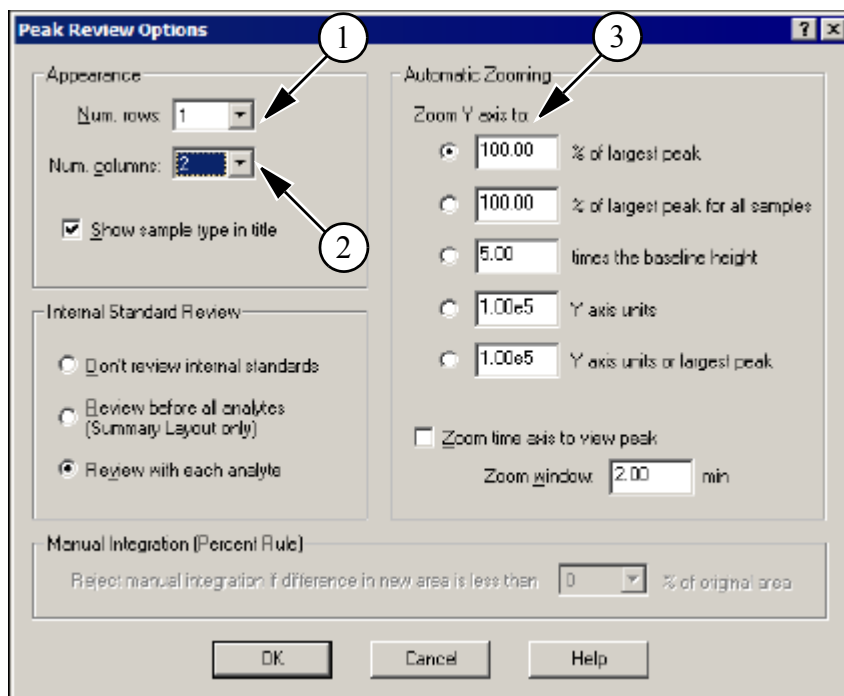 Peak Review Options
1
3
Appearance
Num. rows: 1
Num. columns: 2
Show sample type in title
2
Internal Standard Review
Don't review internal standards
Review before all analytes
(Summary Layout only)
Review with each analyte
Automatic Zooming
Zoom Y axis to:
100.00 % of largest peak
100.00 % of largest peak for all samples
5.00 times the baseline height
1.00e5 Y axis units
1.00e5 Y axis units or largest peak
Zoom time axis to view peak
Zoom window: 2.00 min
Manual Integration (Percent Rule)
Reject manual integration if difference in new area is less then 0 % of original area
OK Cancel Help